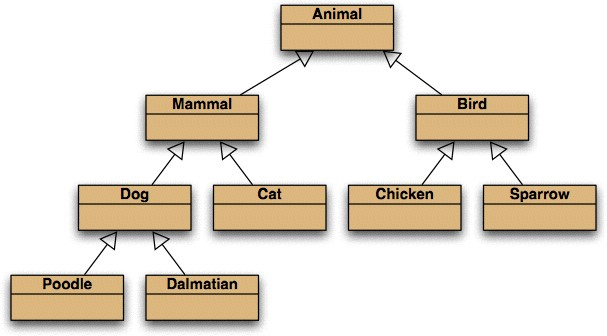 Animal
Mammal
Bird
Dog
Cat
Chicken
Sparrow
Poodle
Dalmatian